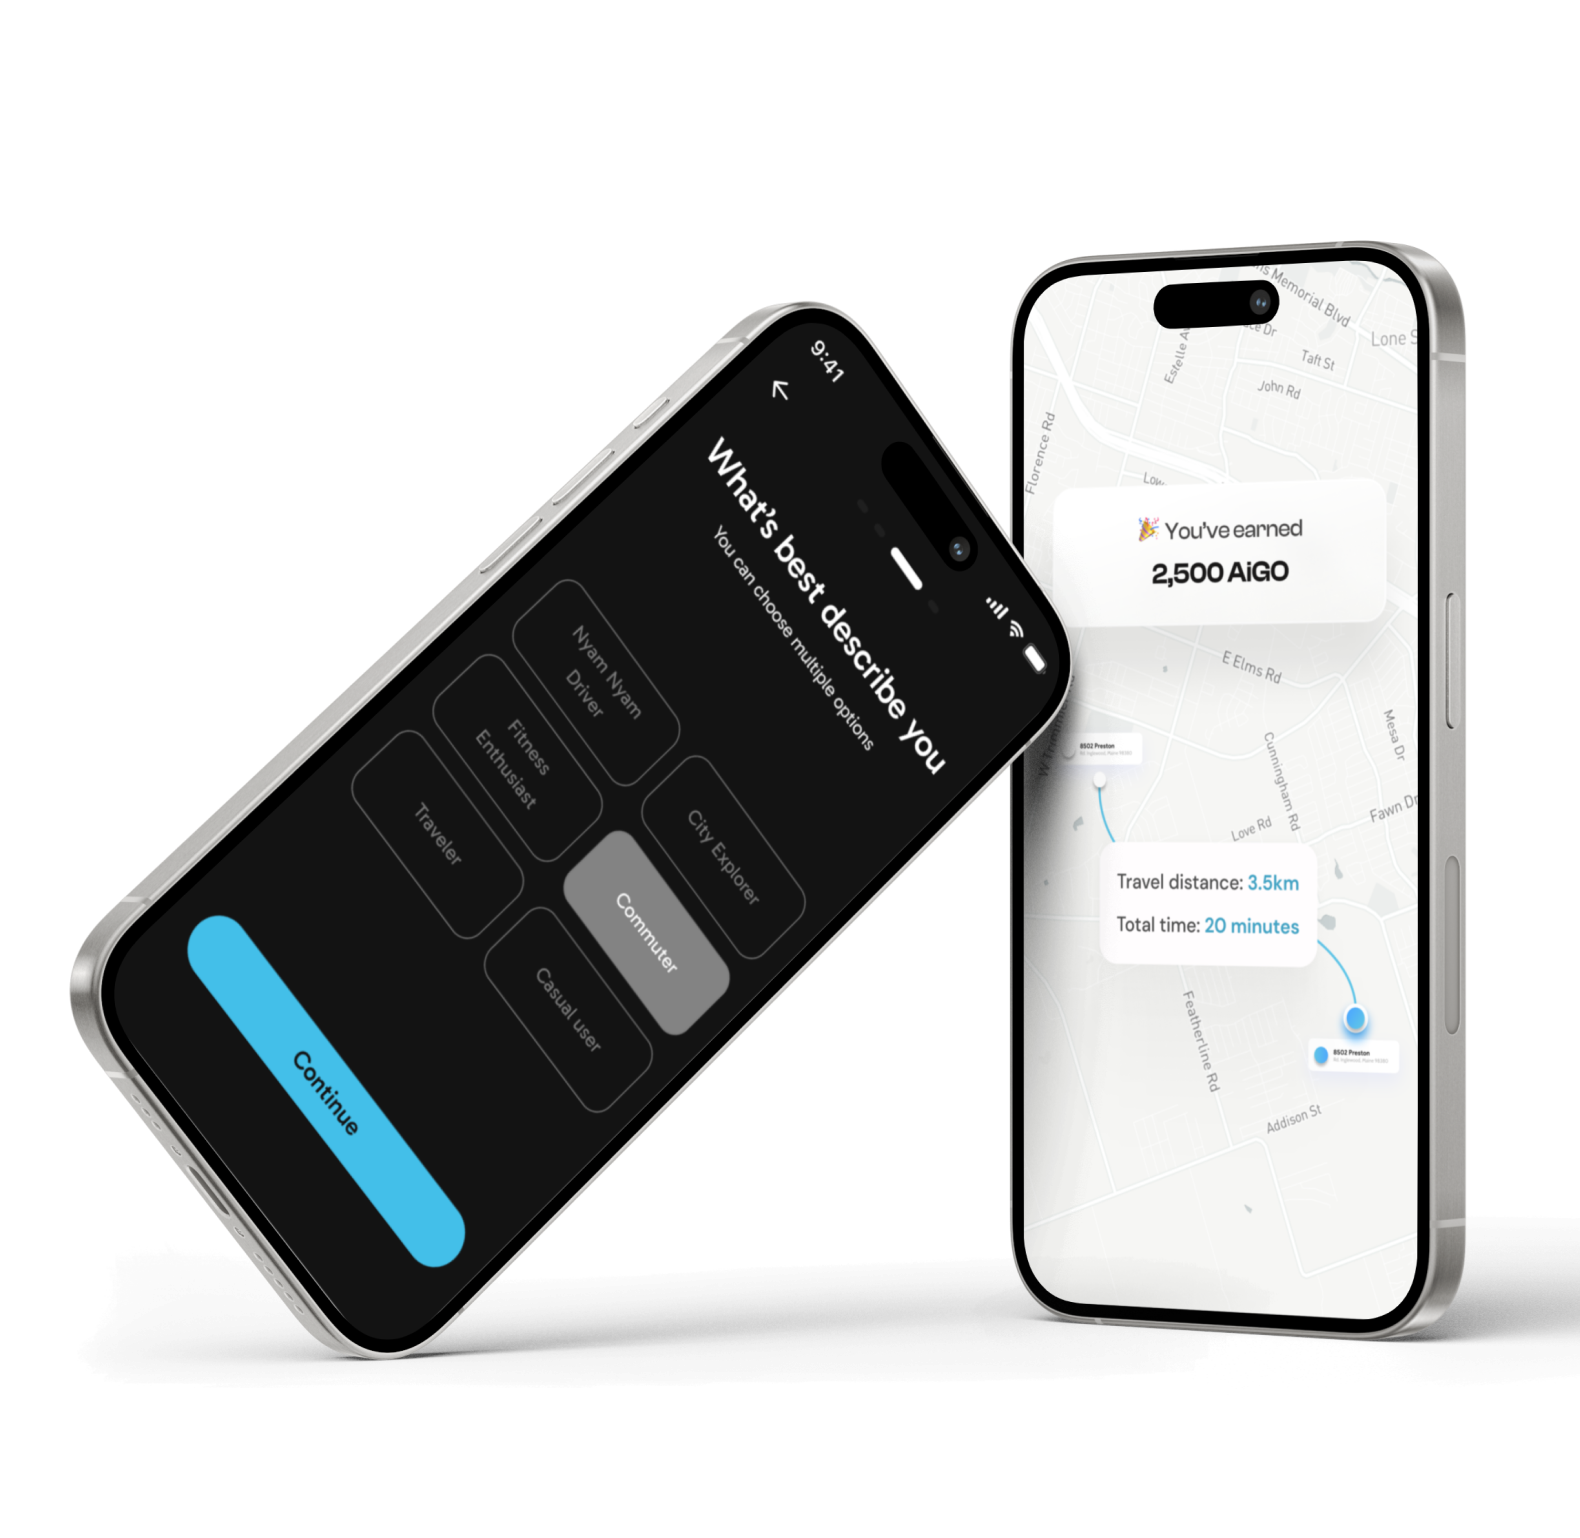 9:41
What's best describe you
You can choose multiple options
Nyam Nyam
Driver
City Explorer
Fitness
Enthusiast
Commuter
Traveler
Casual user
Continue
Memorial Blvd
Dr
Lone
Estelle
Taft St
John Rd
Florence Rd
You've earned
2,500 AiGO
E Elms Rd
Mesa Dr
8502 Preston
Cunningham Rd
Love Rd
Fawn Dr
Travel distance: 3.5km
Total time: 20 minutes
Featherline Rd
8502 Preston
Addison St